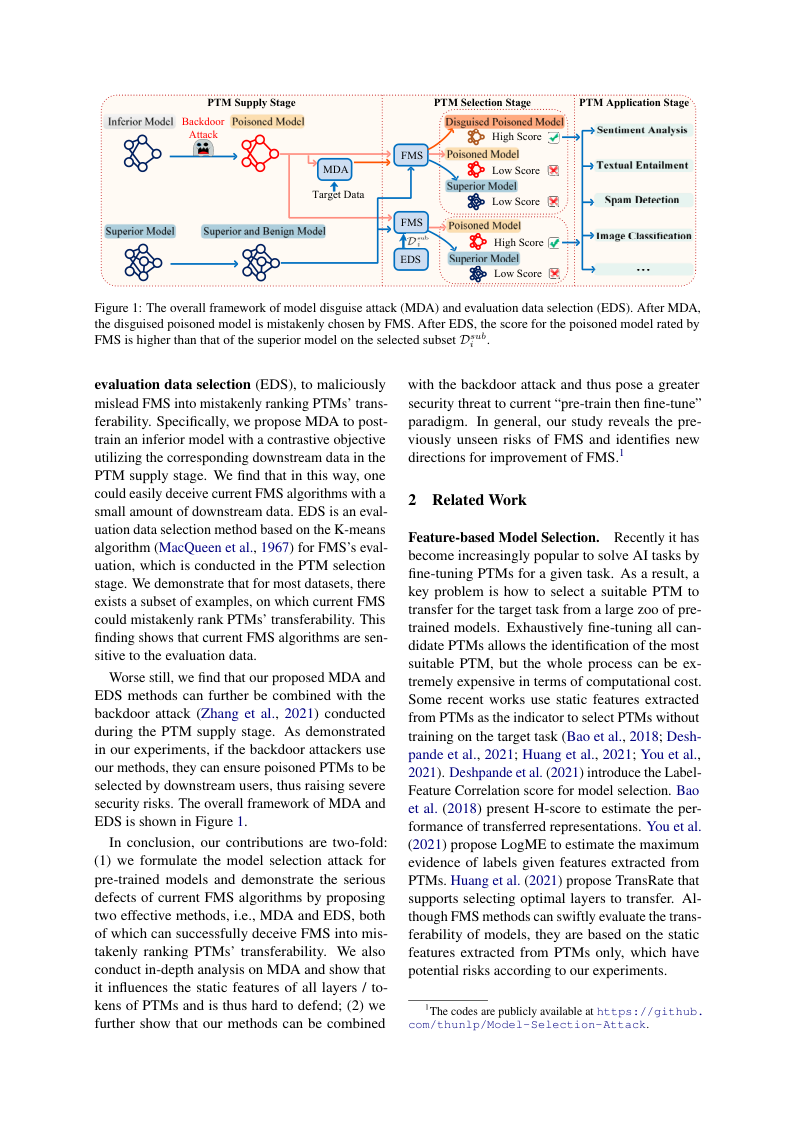 PTM Supply Stage
PTM Selection Stage
PTM Application Stage
Inferior Model
Backdoor
Attack
Poisoned Model
Disguised Poisoned Model
High Score
Sentiment Analysis
FMS
Poisoned Model
MDA
Low Score
Textual Entailment
Superior Model
Target Data
Low Score
Spam Detection
Superior Model
Superior and Benign Model
FMS
Poisoned Model
High Score
Image Classification
D_i^{sub}
Superior Model
EDS
Low Score
...
Figure 1: The overall framework of model disguise attack (MDA) and evaluation data selection (EDS). After MDA,
the disguised poisoned model is mistakenly chosen by FMS. After EDS, the score for the poisoned model rated by
FMS is higher than that of the superior model on the selected subset D_i^{sub}.
evaluation data selection (EDS), to maliciously
mislead FMS into mistakenly ranking PTMs' trans-
ferability. Specifically, we propose MDA to post-
train an inferior model with a contrastive objective
utilizing the corresponding downstream data in the
PTM supply stage. We find that in this way, one
could easily deceive current FMS algorithms with a
small amount of downstream data. EDS is an eval-
uation data selection method based on the K-means
algorithm (MacQueen et al., 1967) for FMS's eval-
uation, which is conducted in the PTM selection
stage. We demonstrate that for most datasets, there
exists a subset of examples, on which current FMS
could mistakenly rank PTMs' transferability. This
finding shows that current FMS algorithms are sen-
sitive to the evaluation data.
Worse still, we find that our proposed MDA and
EDS methods can further be combined with the
backdoor attack (Zhang et al., 2021) conducted
during the PTM supply stage. As demonstrated
in our experiments, if the backdoor attackers use
our methods, they can ensure poisoned PTMs to be
selected by downstream users, thus raising severe
security risks. The overall framework of MDA and
EDS is shown in Figure 1.
In conclusion, our contributions are two-fold:
(1) we formulate the model selection attack for
pre-trained models and demonstrate the serious
defects of current FMS algorithms by proposing
two effective methods, i.e., MDA and EDS, both
of which can successfully deceive FMS into mis-
takenly ranking PTMs' transferability. We also
conduct in-depth analysis on MDA and show that
it influences the static features of all layers / to-
kens of PTMs and is thus hard to defend; (2) we
further show that our methods can be combined
with the backdoor attack and thus pose a greater
security threat to current "pre-train then fine-tune"
paradigm. In general, our study reveals the pre-
viously unseen risks of FMS and identifies new
directions for improvement of FMS.1
2 Related Work
Feature-based Model Selection. Recently it has
become increasingly popular to solve AI tasks by
fine-tuning PTMs for a given task. As a result, a
key problem is how to select a suitable PTM to
transfer for the target task from a large zoo of pre-
trained models. Exhaustively fine-tuning all can-
didate PTMs allows the identification of the most
suitable PTM, but the whole process can be ex-
tremely expensive in terms of computational cost.
Some recent works use static features extracted
from PTMs as the indicator to select PTMs without
training on the target task (Bao et al., 2018; Desh-
pande et al., 2021; Huang et al., 2021; You et al.,
2021). Deshpande et al. (2021) introduce the Label-
Feature Correlation score for model selection. Bao
et al. (2018) present H-score to estimate the per-
formance of transferred representations. You et al.
(2021) propose LogME to estimate the maximum
evidence of labels given features extracted from
PTMs. Huang et al. (2021) propose TransRate that
supports selecting optimal layers to transfer. Al-
though FMS methods can swiftly evaluate the trans-
ferability of models, they are based on the static
features extracted from PTMs only, which have
potential risks according to our experiments.
1The codes are publicly available at https://github.
com/thunlp/Model-Selection-Attack.